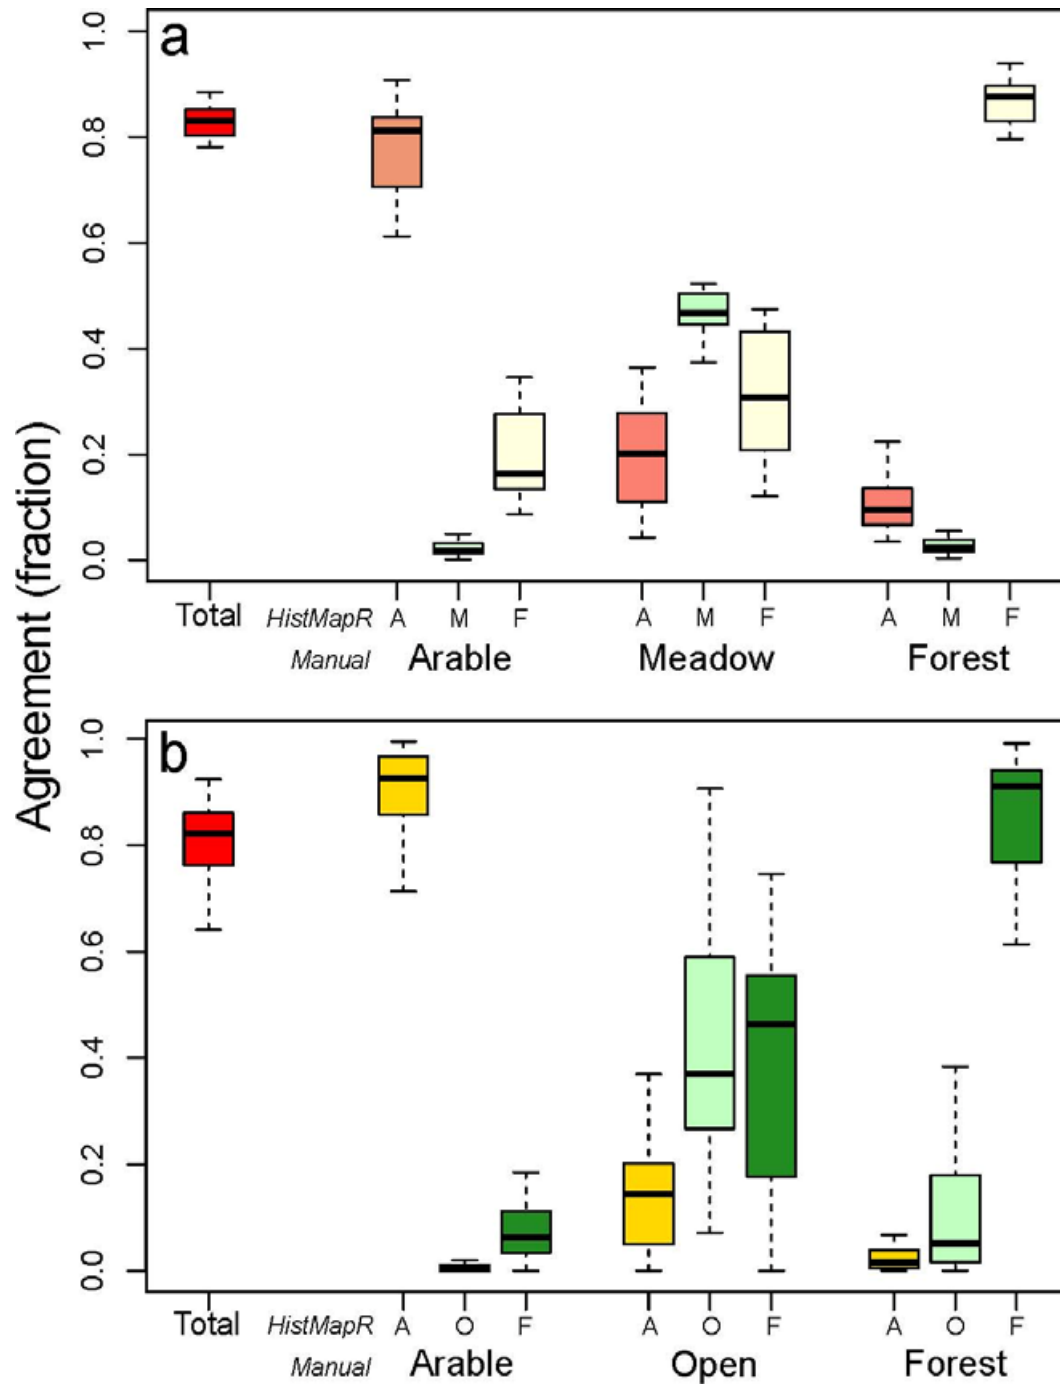 a
1.0
0.8
0.6
0.4
0.2
0.0
Total HistMapR A M F A M F A M F
Manual Arable Meadow Forest
Agreement (fraction)
b
1.0
0.8
0.6
0.4
0.2
0.0
Total HistMapR A O F A O F A O F
Manual Arable Open Forest